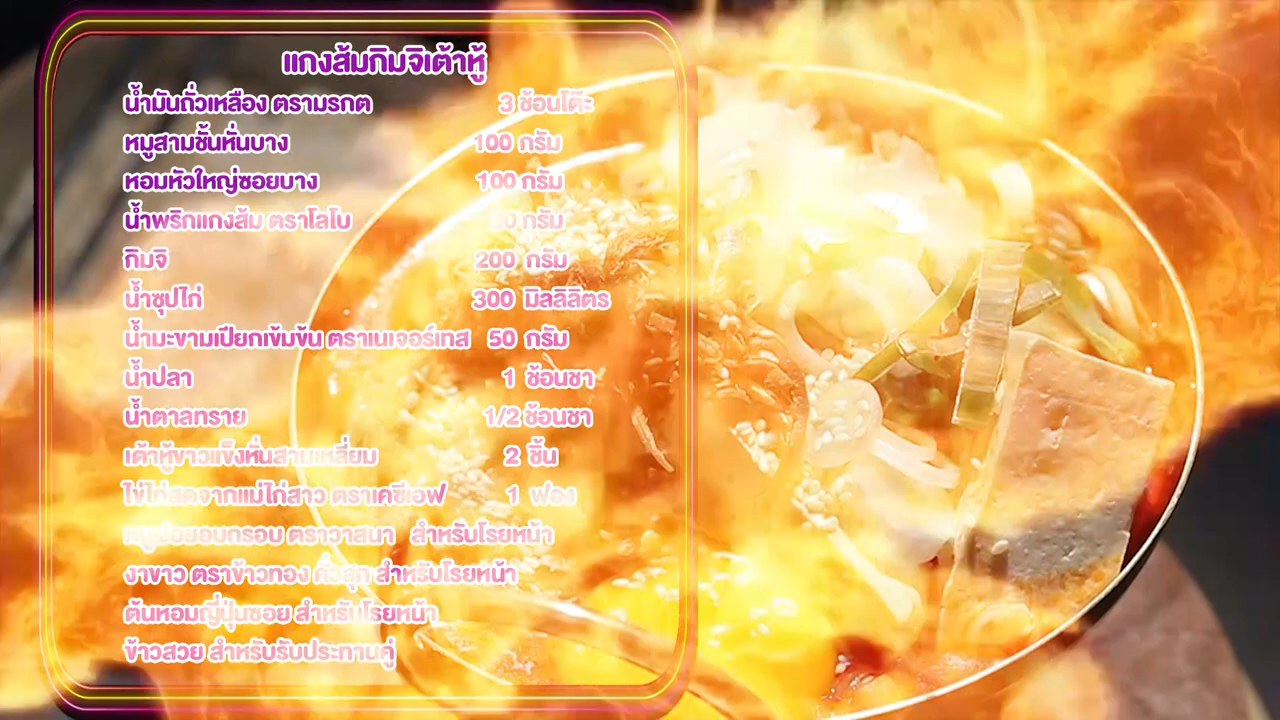 แกงส้มกิมจิเต้าหู้
น้ำมันถั่วเหลือง ตรามรกต 3 ช้อนโต๊ะ
หมูสามชั้นหั่นบาง 100 กรัม
หอมหัวใหญ่ซอยบาง 100 กรัม
น้ำพริกแกงส้ม ตราโลโบ กรัม
กิมจิ 200 กรัม
น้ำซุปไก่ 300 มิลลิลิตร
น้ำมะขามเปียกเข้มข้น ตราเนเจอร์เทส 50 กรัม
น้ำปลา 1 ช้อนชา
น้ำตาลทราย 1/2 ช้อนชา
เต้าหู้ขาวแข็งหั่นสามเหลี่ยม 2 ชิ้น
ไข่ไก่สดจากแม่ไก่สาว ตราเคซีเอฟ 1 ฟอง
หมูฝอยอบกรอบ ตราวาสนา สำหรับโรยหน้า
งาขาว ตราข้าวทอง คั่วสุก สำหรับโรยหน้า
ต้นหอมญี่ปุ่นซอย สำหรับโรยหน้า
ข้าวสวย สำหรับรับประทานคู่